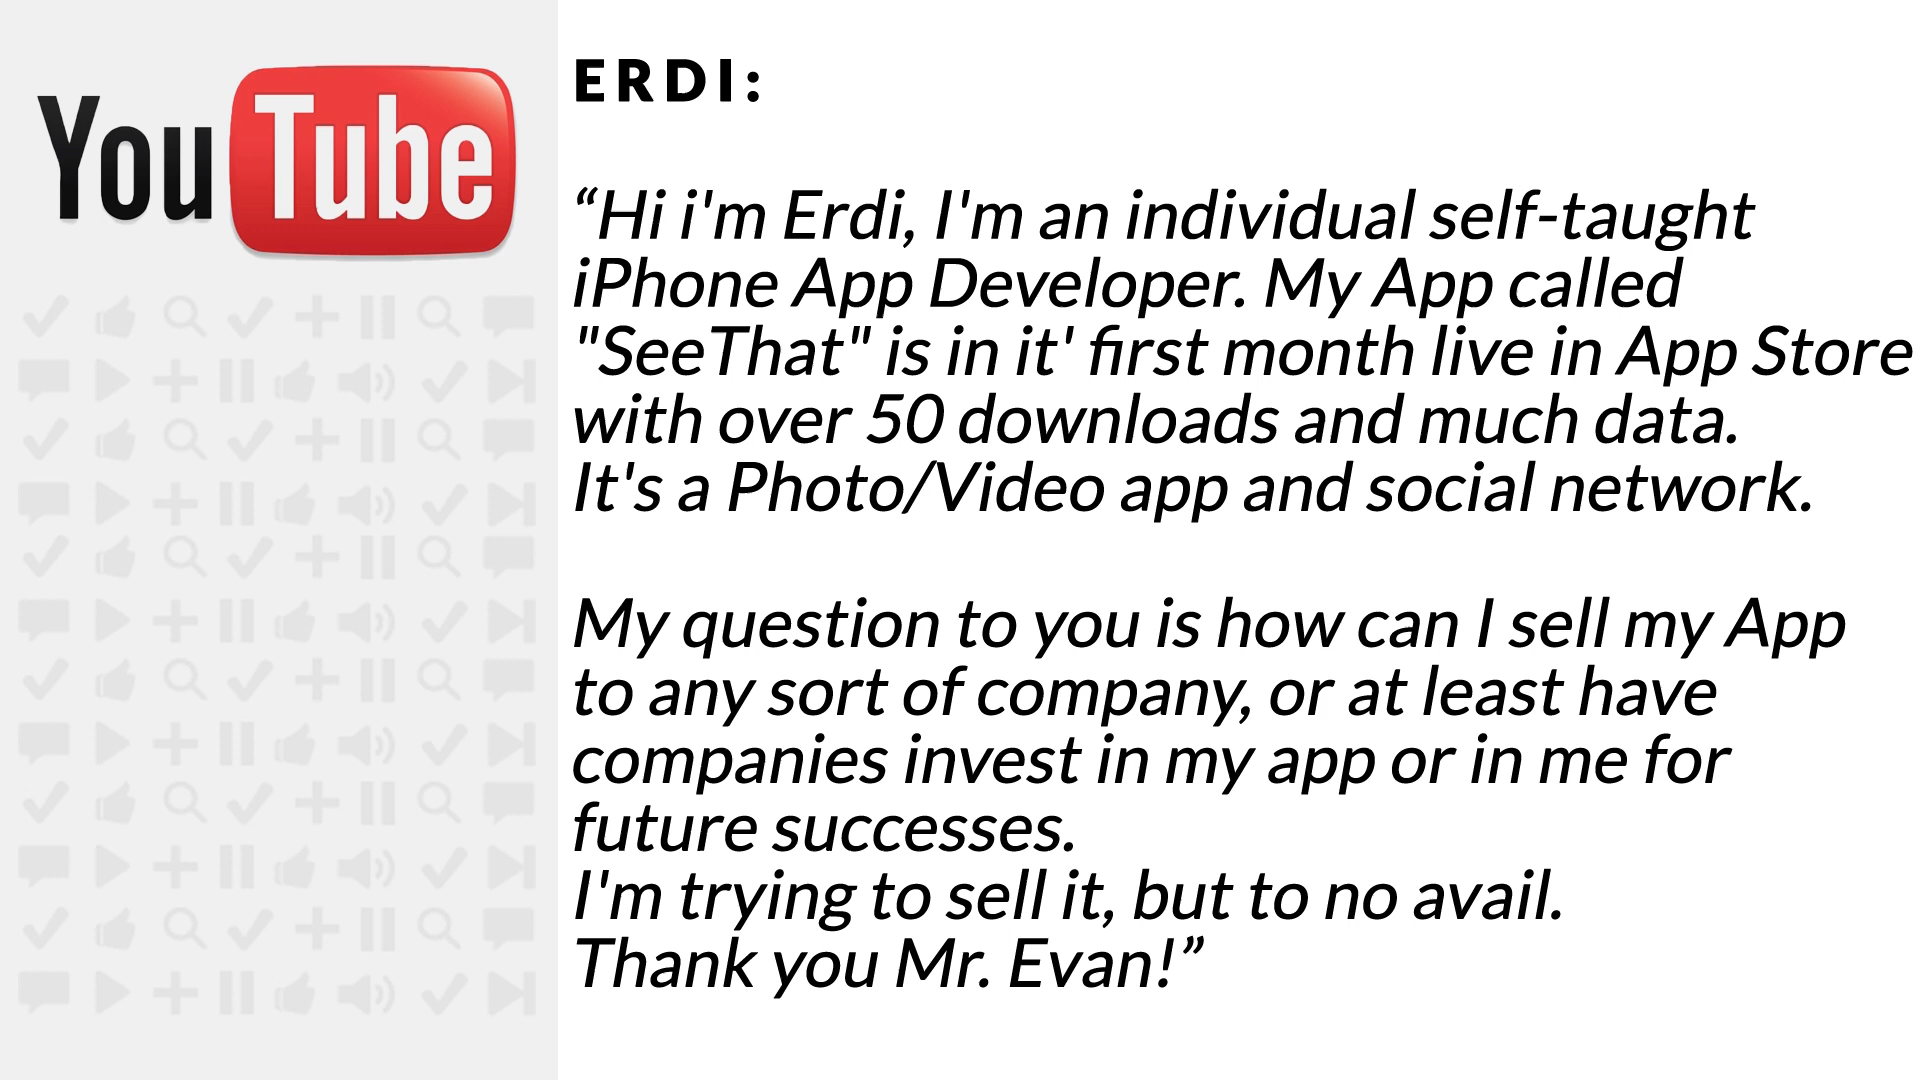 YouTube
ERDI:
“Hi i'm Erdi, I'm an individual self-taught
iPhone App Developer. My App called
"SeeThat" is in it' first month live in App Store
with over 50 downloads and much data.
It's a Photo/Video app and social network.
My question to you is how can I sell my App
to any sort of company, or at least have
companies invest in my app or in me for
future successes.
I'm trying to sell it, but to no avail.
Thank you Mr. Evan!”